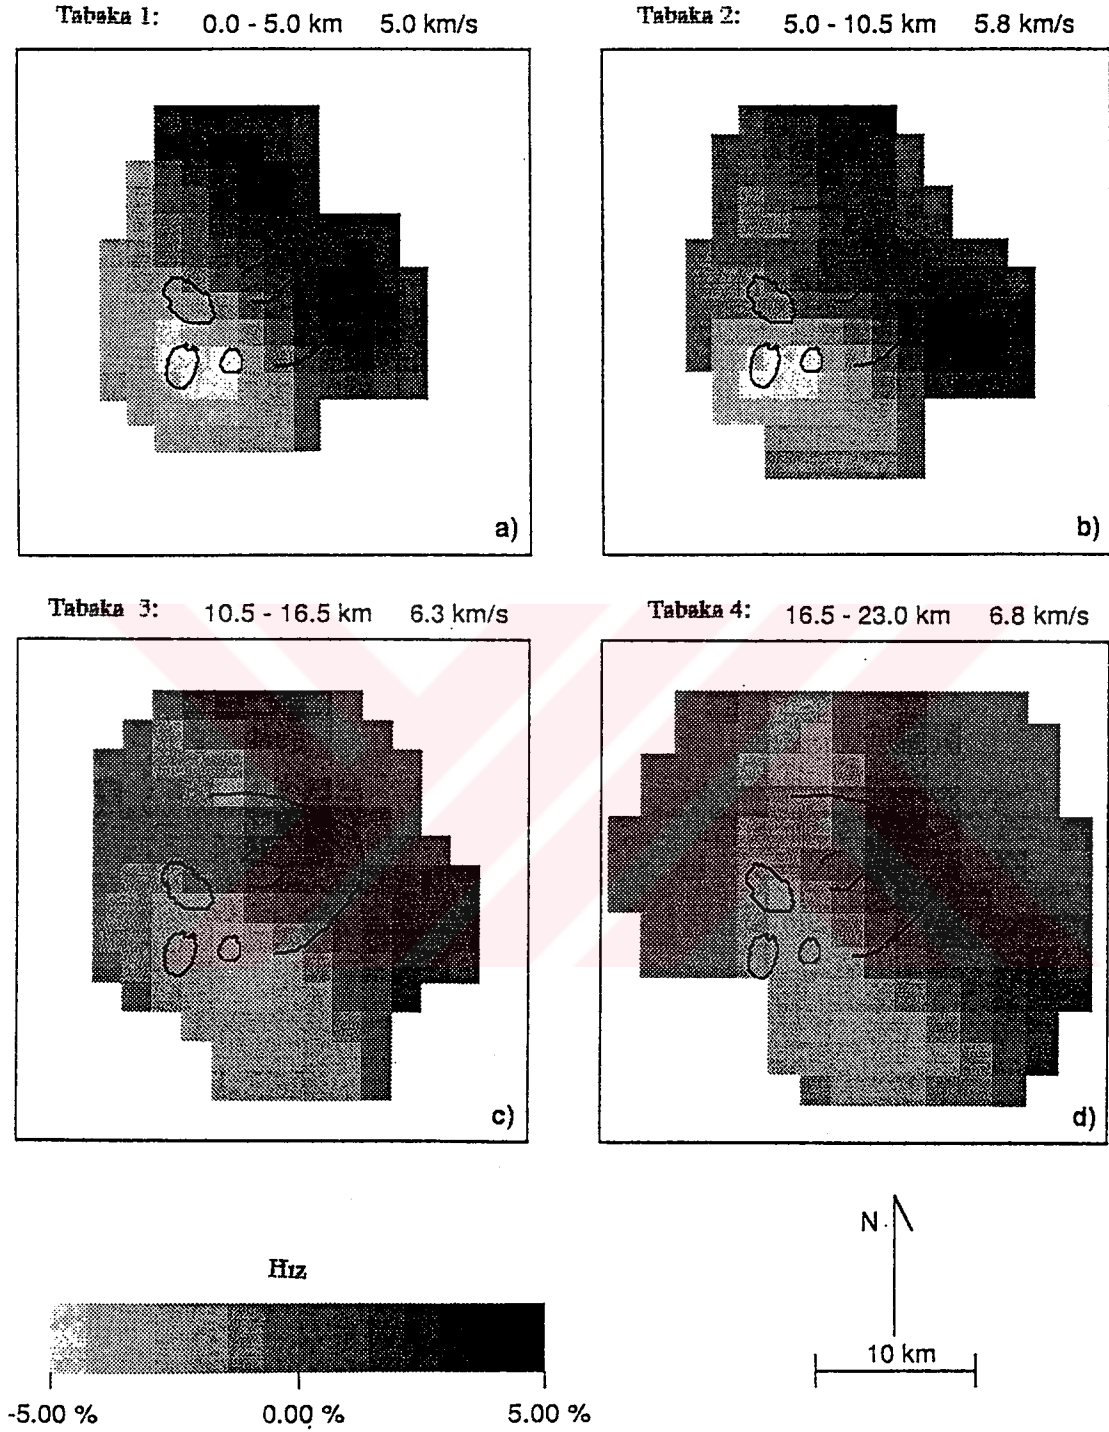 Tabaka 1: 0.0 - 5.0 km 5.0 km/s
Tabaka 2: 5.0 - 10.5 km 5.8 km/s
a)
b)
Tabaka 3: 10.5 - 16.5 km 6.3 km/s
Tabaka 4: 16.5 - 23.0 km 6.8 km/s
c)
d)
N
Hız
10 km
-5.00 % 0.00 % 5.00 %